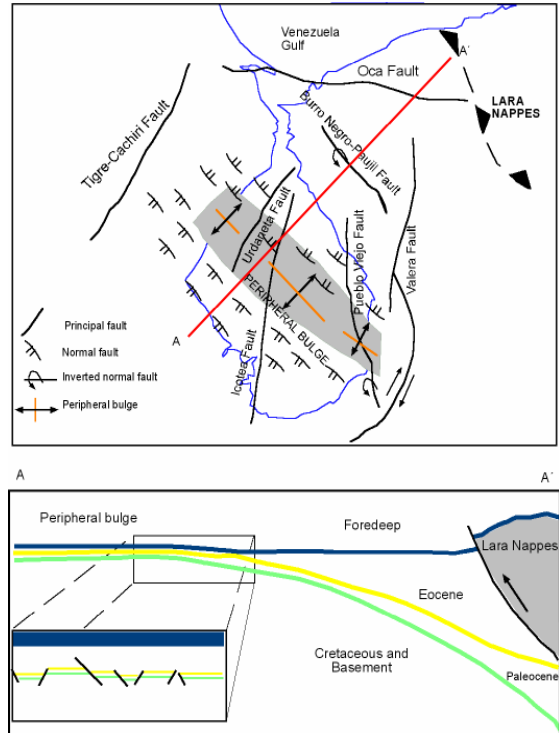 Venezuela
Gulf
A´
Oca Fault
LARA
NAPPES
Burro Negro-Paujil Fault
Tigre-Cachiri Fault
Urdaneta Fault
Pueblo Viejo Fault
Valera Fault
PERIPHERAL BULGE
Icotea Fault
A
Principal fault
Normal fault
Inverted normal fault
Peripheral bulge
A
A´
Peripheral bulge
Foredeep
Lara Nappes
Eocene
Cretaceous and
Basement
Paleocene